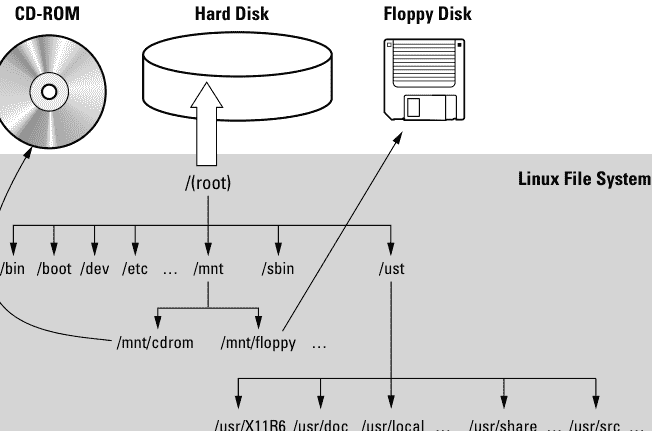 CD-ROM Hard Disk Floppy Disk
/(root) Linux File System
/bin /boot /dev /etc ... /mnt /sbin /ust
/mnt/cdrom /mnt/floppy ...
/usr/X11R6 /usr/doc /usr/local ... /usr/share ... /usr/src ...